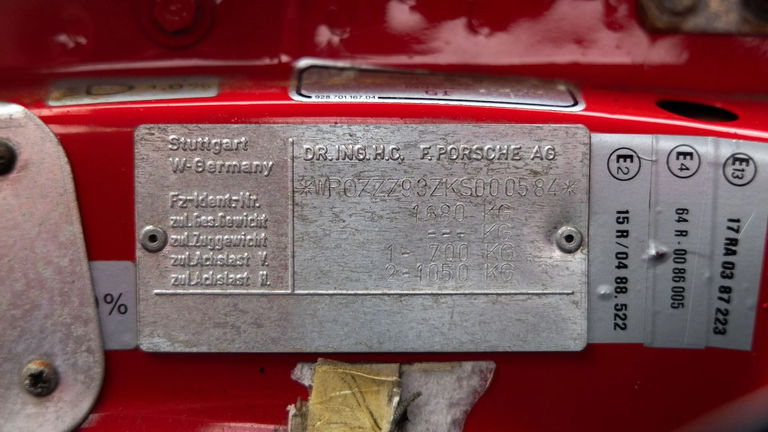 GT
928.701.167.04
Stuttgart
W-Germany
DR. ING. H.C. F. PORSCHE AG
Fz-Ident.-Nr.
*WP0ZZZ93ZKS000584*
zul.Ges.Gewicht 1680 KG
zul.Zuggewicht --- KG
zul.Achslast V. 1- 700 KG
zul.Achslast H. 2-1050 KG
%
E2
15 R / 04 88. 522
E4
64 R - 00 86 005
E13
17 RA 03 87 223